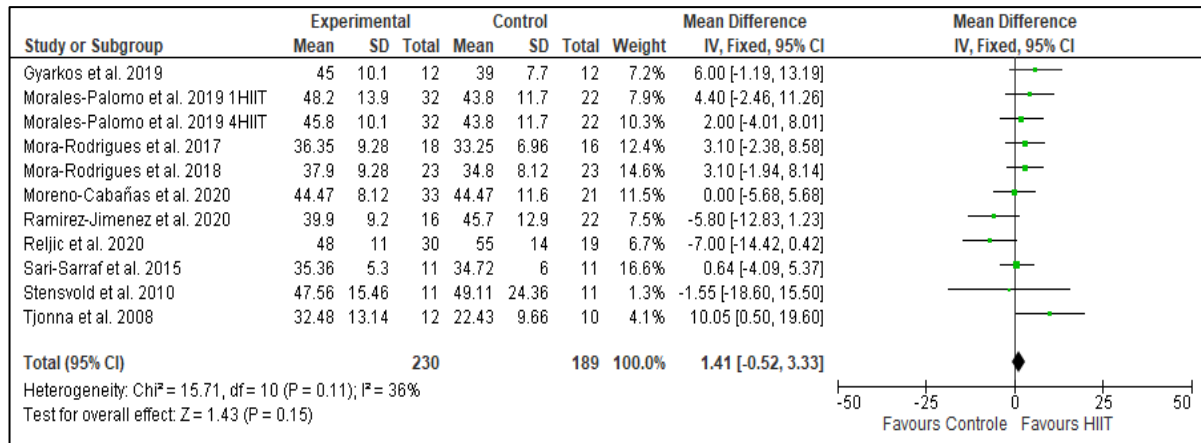 Experimental Control Mean Difference Mean Difference
Study or Subgroup Mean SD Total Mean SD Total Weight IV, Fixed, 95% CI IV, Fixed, 95% CI
Gyarkos et al. 2019 45 10.1 12 39 7.7 12 7.2% 6.00 [-1.19, 13.19]
Morales-Palomo et al. 2019 1HIIT 48.2 13.9 32 43.8 11.7 22 7.9% 4.40 [-2.46, 11.26]
Morales-Palomo et al. 2019 4HIIT 45.8 10.1 32 43.8 11.7 22 10.3% 2.00 [-4.01, 8.01]
Mora-Rodrigues et al. 2017 36.35 9.28 18 33.25 6.96 16 12.4% 3.10 [-2.38, 8.58]
Mora-Rodrigues et al. 2018 37.9 9.28 23 34.8 8.12 23 14.6% 3.10 [-1.94, 8.14]
Moreno-Cabañas et al. 2020 44.47 8.12 33 44.47 11.6 21 11.5% 0.00 [-5.68, 5.68]
Ramirez-Jimenez et al. 2020 39.9 9.2 16 45.7 12.9 22 7.5% -5.80 [-12.83, 1.23]
Reljic et al. 2020 48 11 30 55 14 19 6.7% -7.00 [-14.42, 0.42]
Sari-Sarraf et al. 2015 35.36 5.3 11 34.72 6 11 16.6% 0.64 [-4.09, 5.37]
Stensvold et al. 2010 47.56 15.46 11 49.11 24.36 11 1.3% -1.55 [-18.60, 15.50]
Tjonna et al. 2008 32.48 13.14 12 22.43 9.66 10 4.1% 10.05 [0.50, 19.60]
Total (95% CI) 230 189 100.0% 1.41 [-0.52, 3.33]
Heterogeneity: Chi² = 15.71, df = 10 (P = 0.11); I² = 36%
Test for overall effect: Z = 1.43 (P = 0.15)
-50 -25 0 25 50
Favours Controle Favours HIIT